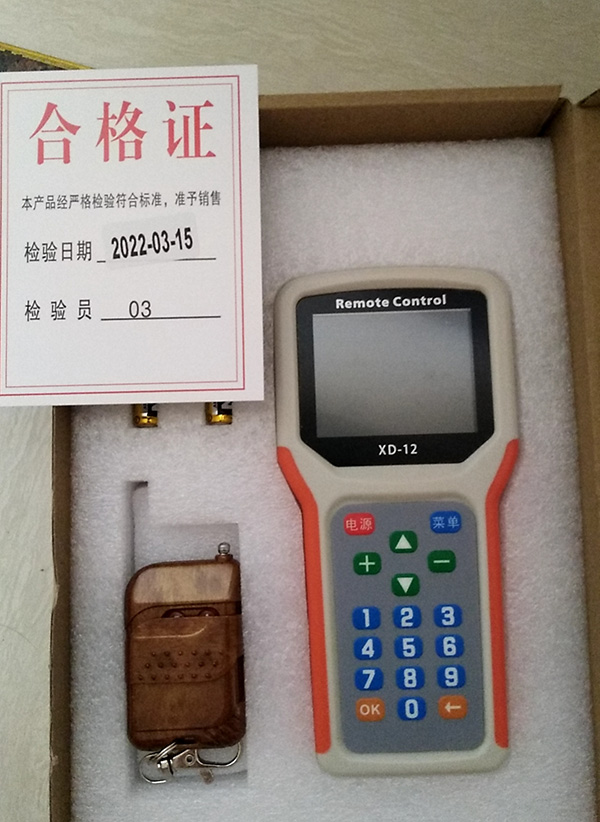 合格证
本产品经严格检验符合标准，准予销售
检验日期 2022-03-15
检验员 03
Remote Control
XD-12
电源 菜单
+ −
1 2 3
4 5 6
7 8 9
OK 0 ←